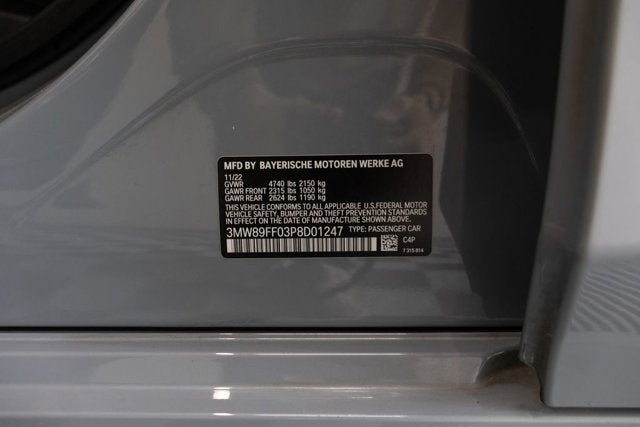 MFD BY BAYERISCHE MOTOREN WERKE AG
11/22
GVWR 4740 lbs 2150 kg
GAWR FRONT 2315 lbs 1050 kg
GAWR REAR 2624 lbs 1190 kg
THIS VEHICLE CONFORMS TO ALL APPLICABLE U.S.FEDERAL MOTOR
VEHICLE SAFETY, BUMPER AND THEFT PREVENTION STANDARDS
IN EFFECT ON THE DATE OF MANUFACTURE SHOWN ABOVE.
3MW89FF03P8D01247 TYPE: PASSENGER CAR
C4P
F 315 814